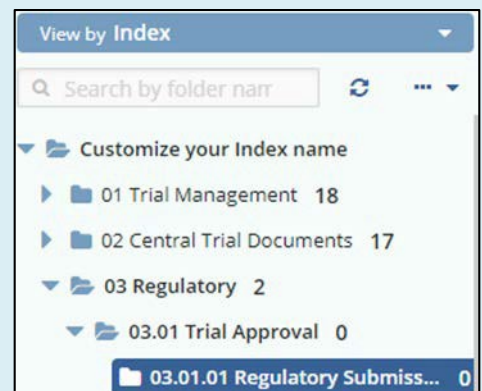 View by Index
Search by folder narr
Customize your Index name
01 Trial Management 18
02 Central Trial Documents 17
03 Regulatory 2
03.01 Trial Approval 0
03.01.01 Regulatory Submiss... 0